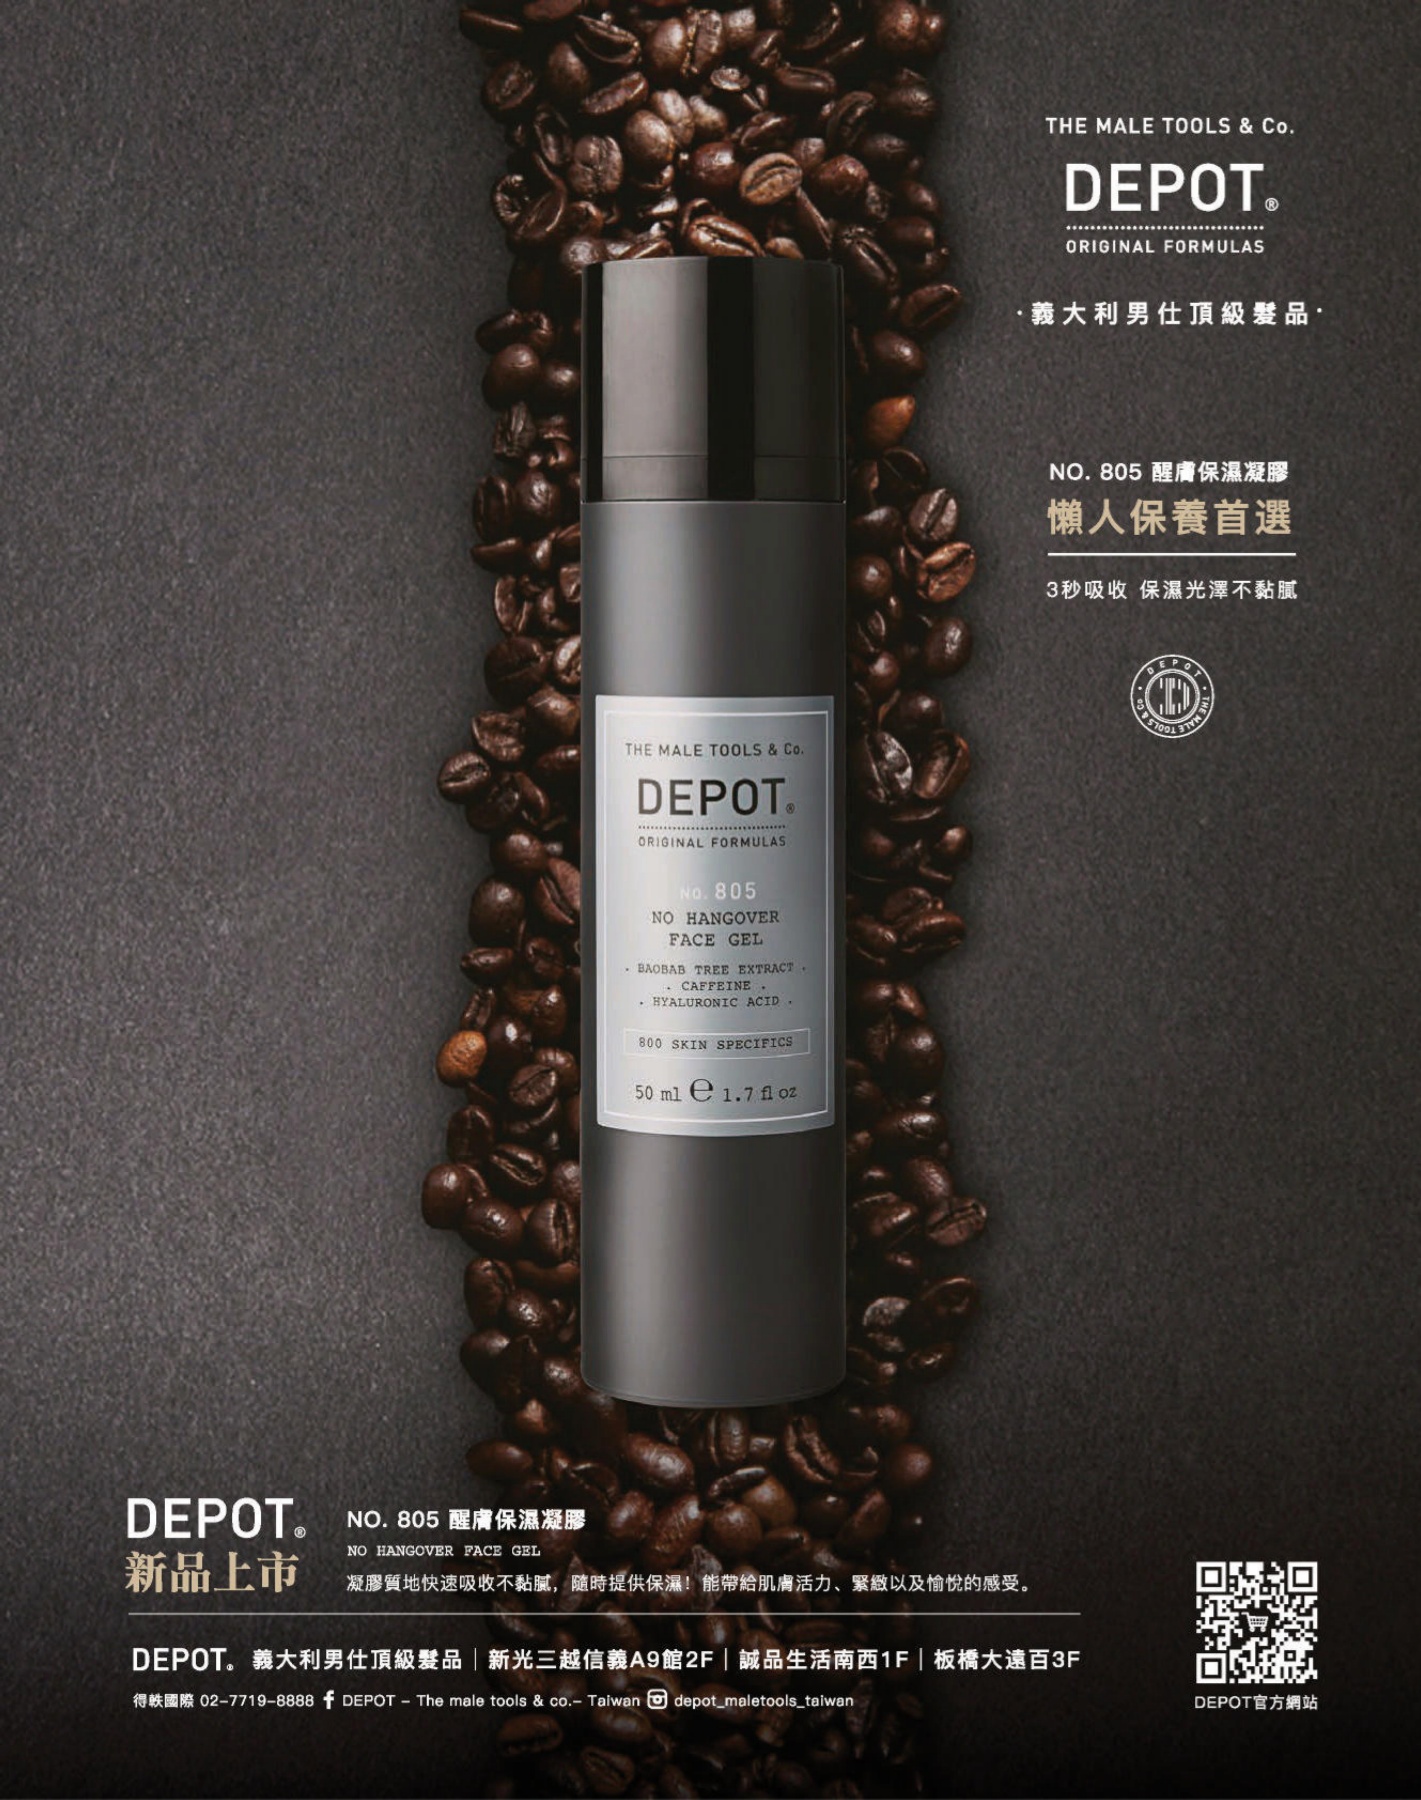 THE MALE TOOLS & Co.
DEPOT®
ORIGINAL FORMULAS
·義大利男仕頂級髮品·
NO. 805 醒膚保濕凝膠
懶人保養首選
3秒吸收 保濕光澤不黏膩
DEPOT · THE MALE TOOLS & Co ·
THE MALE TOOLS & Co.
DEPOT®
ORIGINAL FORMULAS
NO. 805
NO HANGOVER
FACE GEL
. BAOBAB TREE EXTRACT .
. CAFFEINE .
. HYALURONIC ACID .
800 SKIN SPECIFICS
50 ml ℮ 1.7 fl oz
DEPOT®
新品上市
NO. 805 醒膚保濕凝膠
NO HANGOVER FACE GEL
凝膠質地快速吸收不黏膩，隨時提供保濕！能帶給肌膚活力、緊緻以及愉悅的感受。
DEPOT® 義大利男仕頂級髮品｜新光三越信義A9館2F｜誠品生活南西1F｜板橋大遠百3F
得軼國際 02-7719-8888 f DEPOT - The male tools & co.- Taiwan depot_maletools_taiwan
DEPOT官方網站